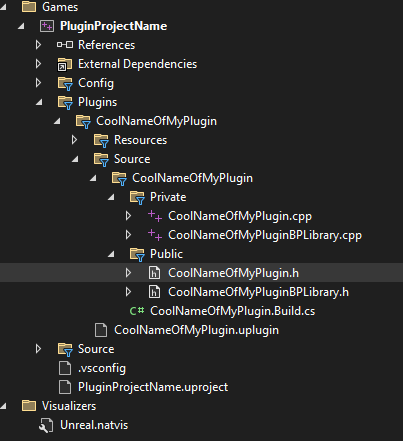 Games
PluginProjectName
References
External Dependencies
Config
Plugins
CoolNameOfMyPlugin
Resources
Source
CoolNameOfMyPlugin
Private
CoolNameOfMyPlugin.cpp
CoolNameOfMyPluginBPLibrary.cpp
Public
CoolNameOfMyPlugin.h
CoolNameOfMyPluginBPLibrary.h
C# CoolNameOfMyPlugin.Build.cs
CoolNameOfMyPlugin.uplugin
Source
.vsconfig
PluginProjectName.uproject
Visualizers
Unreal.natvis